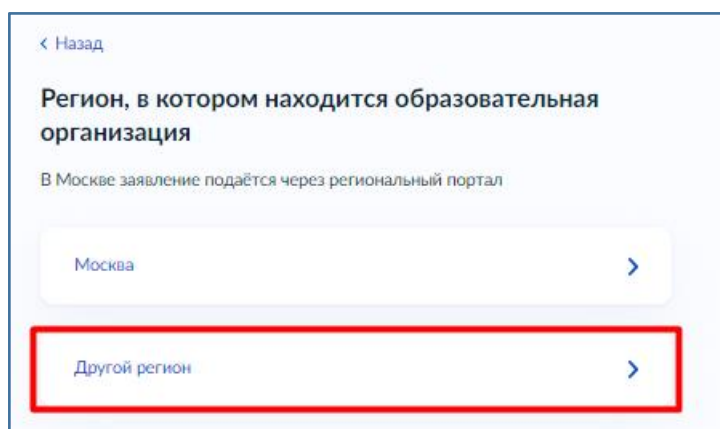 Назад
Регион, в котором находится образовательная
организация
В Москве заявление подаётся через региональный портал
Москва
Другой регион